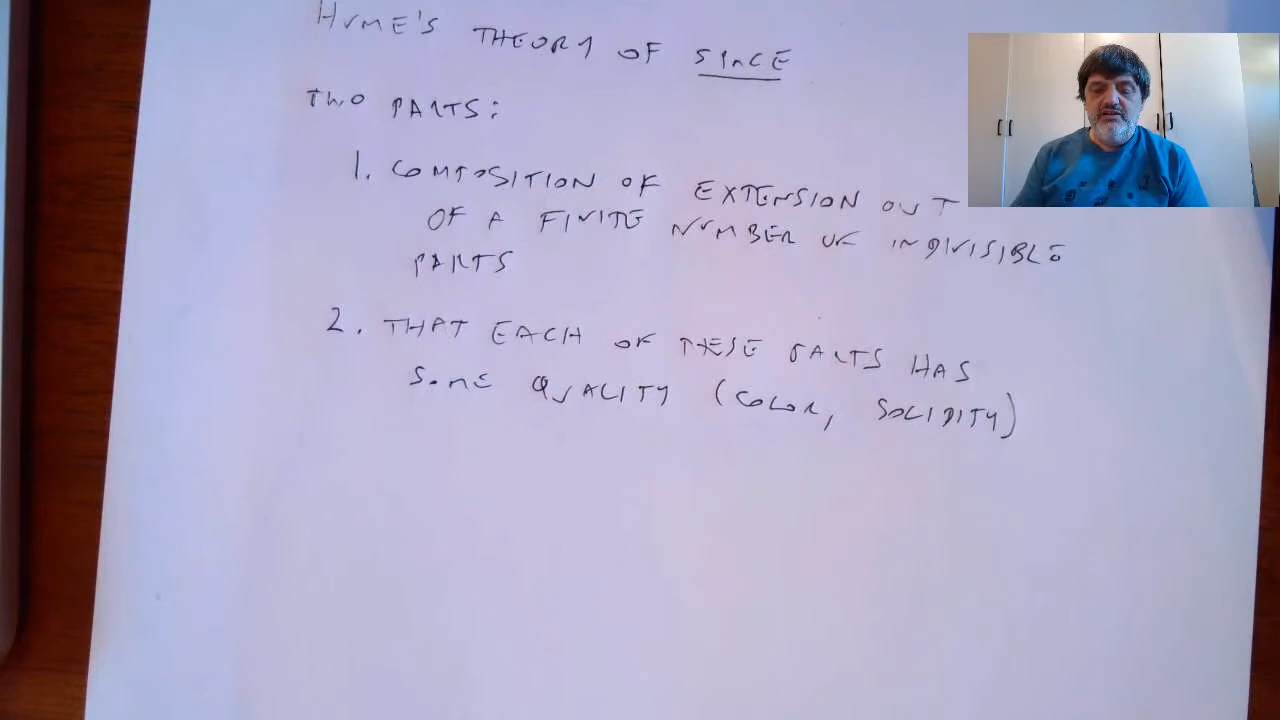 HUME'S THEORY OF SPACE
TWO PARTS:
1. COMPOSITION OF EXTENSION OUT
OF A FINITE NUMBER OF INDIVISIBLE
PARTS
2. THAT EACH OF THESE PARTS HAS
SOME QUALITY (COLOR, SOLIDITY)